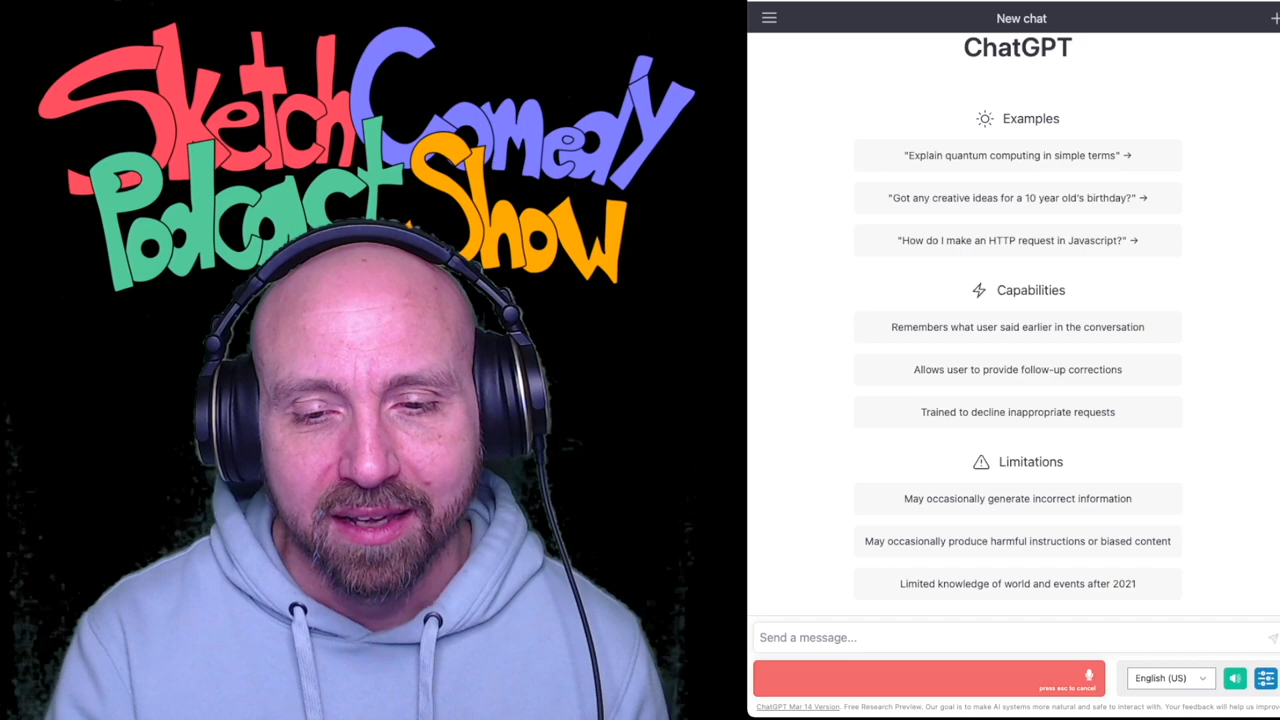 Sketch Comedy
Podcast Show
New chat
ChatGPT
Examples
"Explain quantum computing in simple terms" →
"Got any creative ideas for a 10 year old's birthday?" →
"How do I make an HTTP request in Javascript?" →
Capabilities
Remembers what user said earlier in the conversation
Allows user to provide follow-up corrections
Trained to decline inappropriate requests
Limitations
May occasionally generate incorrect information
May occasionally produce harmful instructions or biased content
Limited knowledge of world and events after 2021
Send a message...
press esc to cancel
English (US)
ChatGPT Mar 14 Version. Free Research Preview. Our goal is to make AI systems more natural and safe to interact with. Your feedback will help us improv